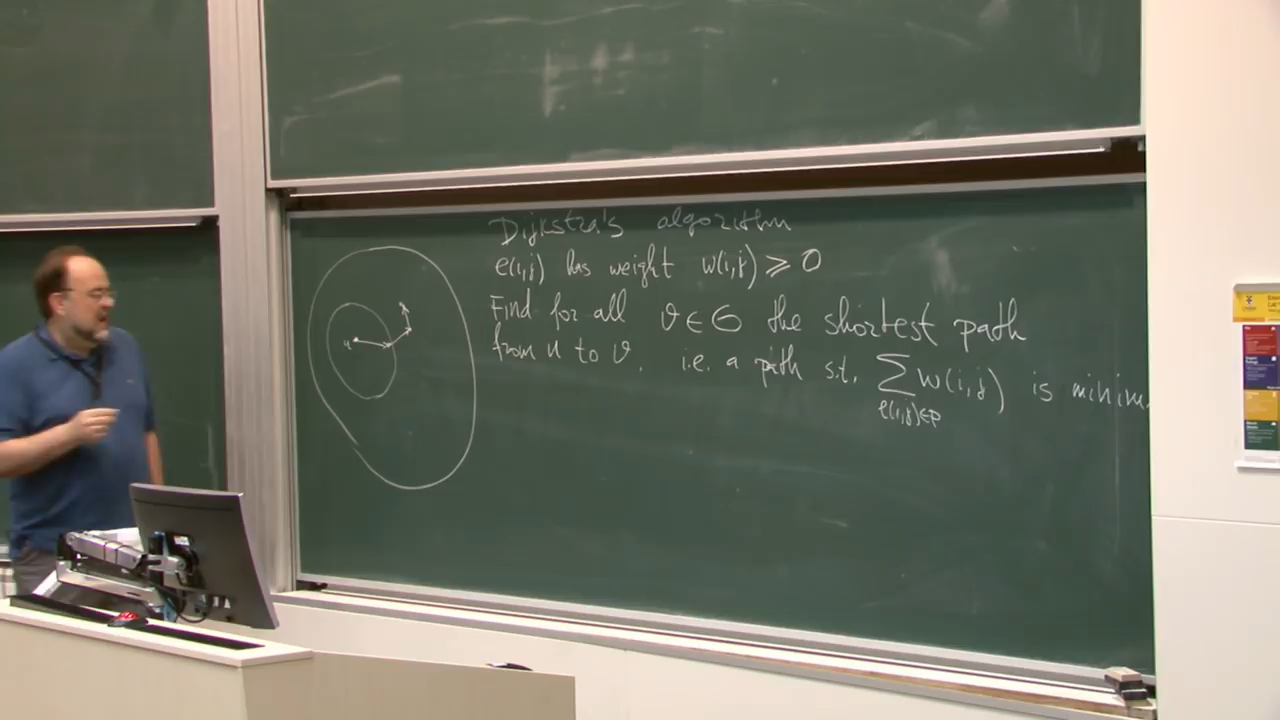 Dijkstra's algorithm
e(i,j) has weight w(i,j) ⩾ 0
Find for all v ∈ G the shortest path
from u to v, i.e. a path s.t. ∑ w(i,j) is minim
e(i,j)∈p
u